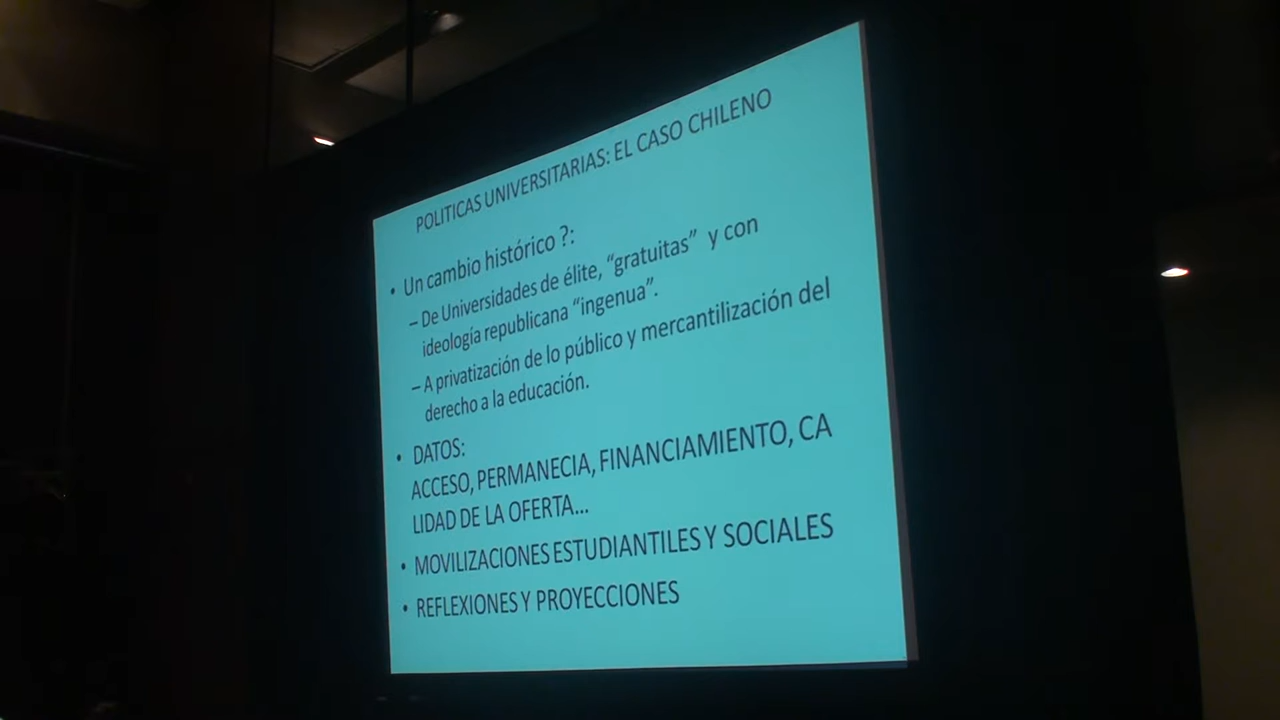 POLITICAS UNIVERSITARIAS: EL CASO CHILENO
• Un cambio histórico ?:
– De Universidades de élite, “gratuitas” y con
ideología republicana “ingenua”.
– A privatización de lo público y mercantilización del
derecho a la educación.
• DATOS:
ACCESO, PERMANECIA, FINANCIAMIENTO, CA
LIDAD DE LA OFERTA...
• MOVILIZACIONES ESTUDIANTILES Y SOCIALES
• REFLEXIONES Y PROYECCIONES